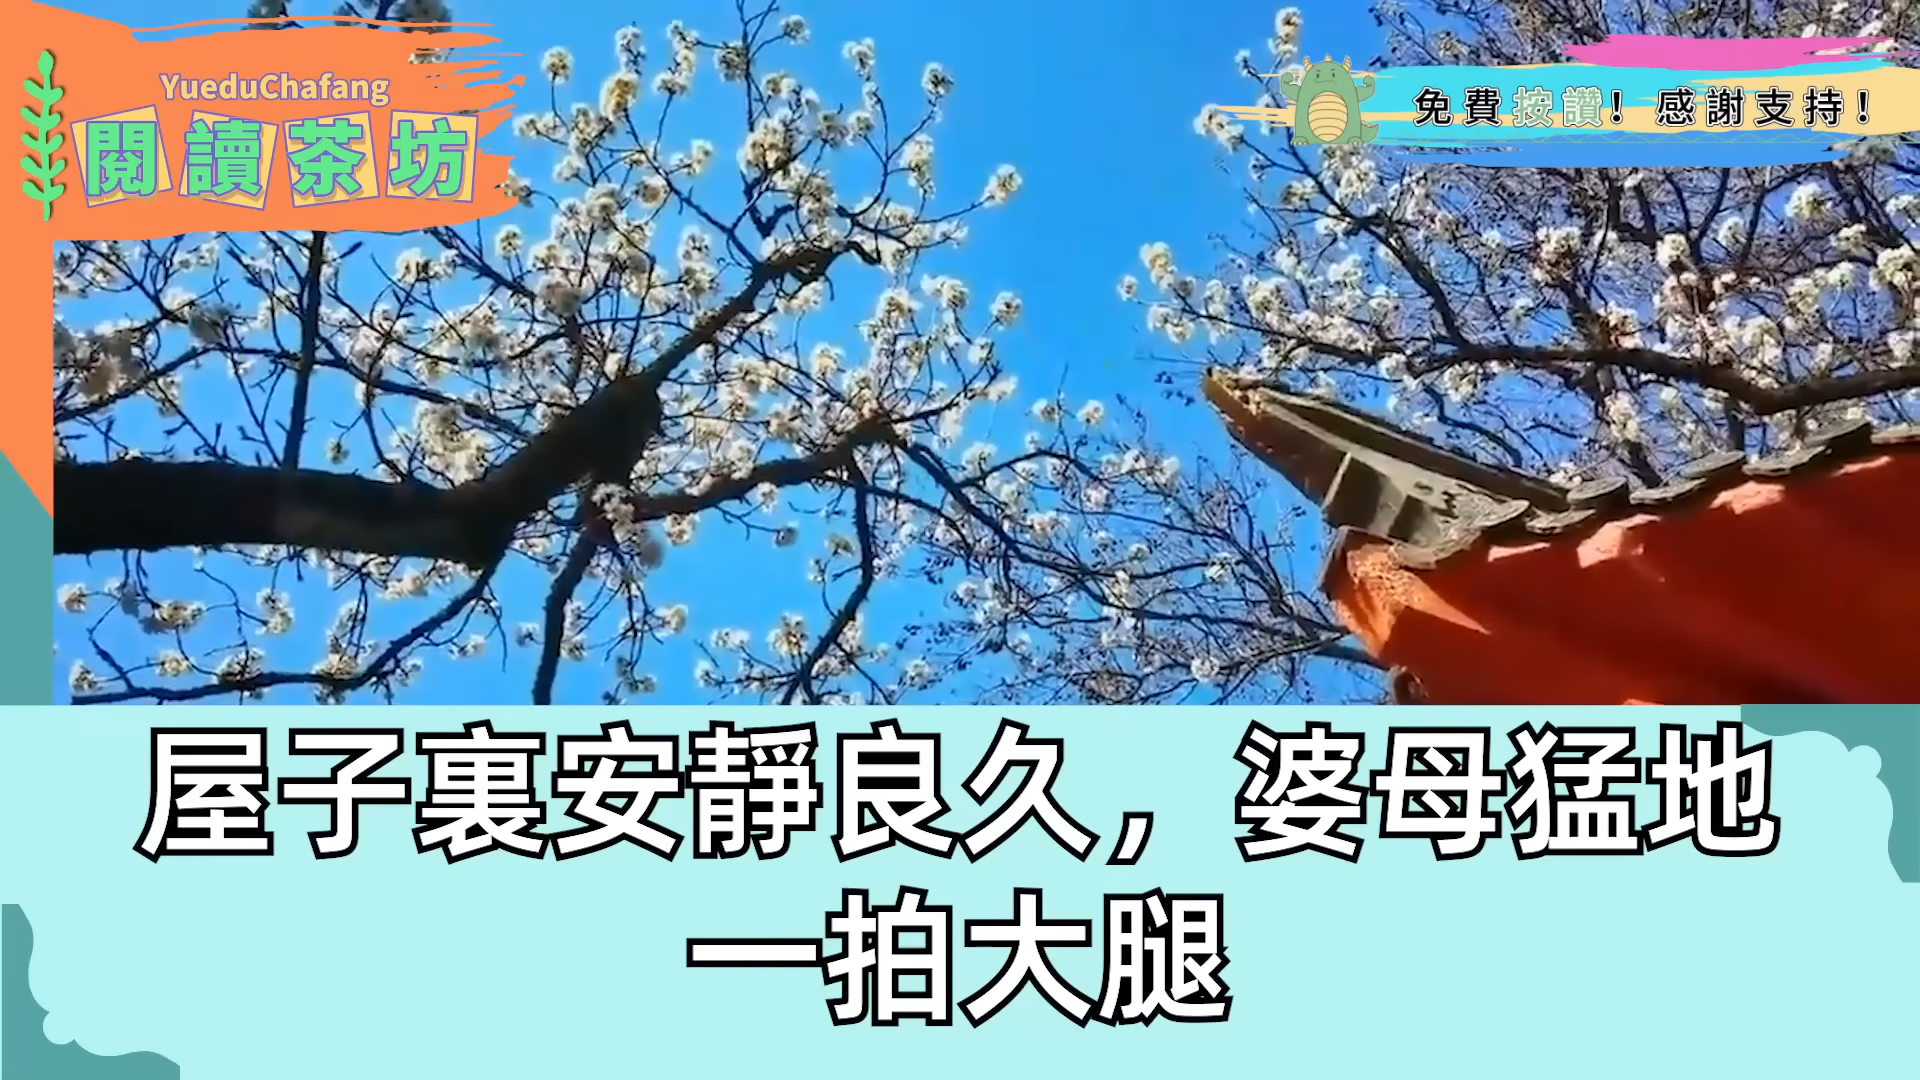 YueduChafang
閱讀茶坊
免費按讚！感謝支持！
屋子裏安靜良久，婆母猛地
一拍大腿